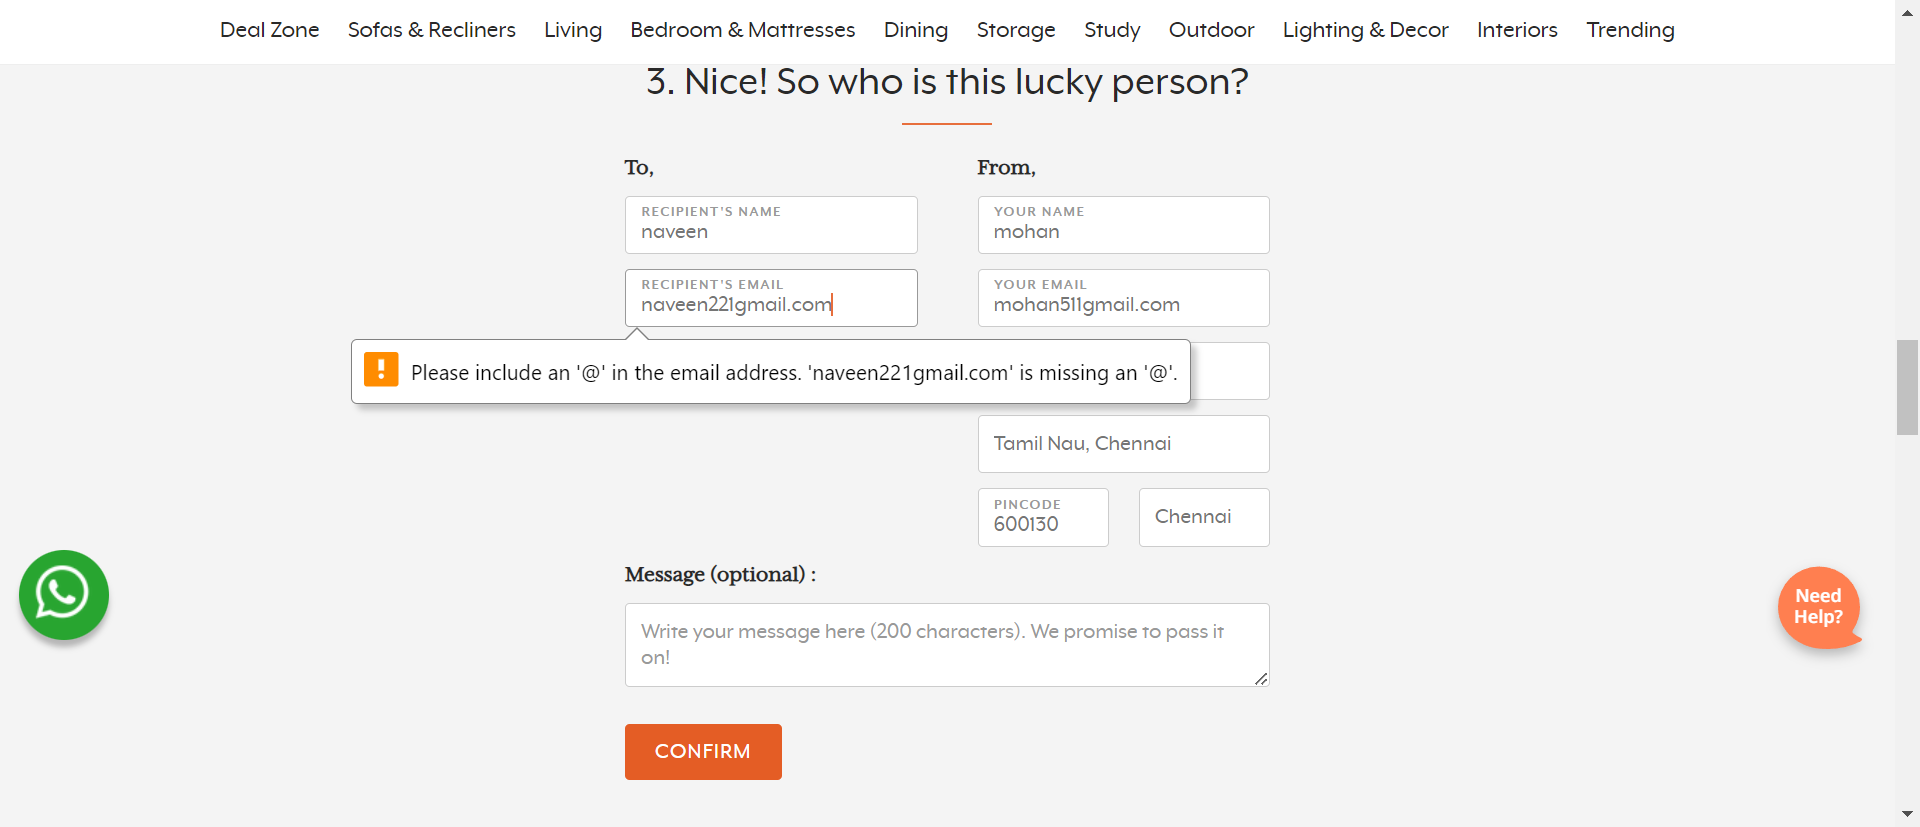 Deal Zone Sofas & Recliners Living Bedroom & Mattresses Dining Storage Study Outdoor Lighting & Decor Interiors Trending
3. Nice! So who is this lucky person?
To,
From,
RECIPIENT'S NAME
naveen
YOUR NAME
mohan
RECIPIENT'S EMAIL
naveen221gmail.com
YOUR EMAIL
mohan511gmail.com
Please include an '@' in the email address. 'naveen221gmail.com' is missing an '@'.
Tamil Nau, Chennai
PINCODE
600130
Chennai
Message (optional) :
Write your message here (200 characters). We promise to pass it
on!
Need
Help?
CONFIRM